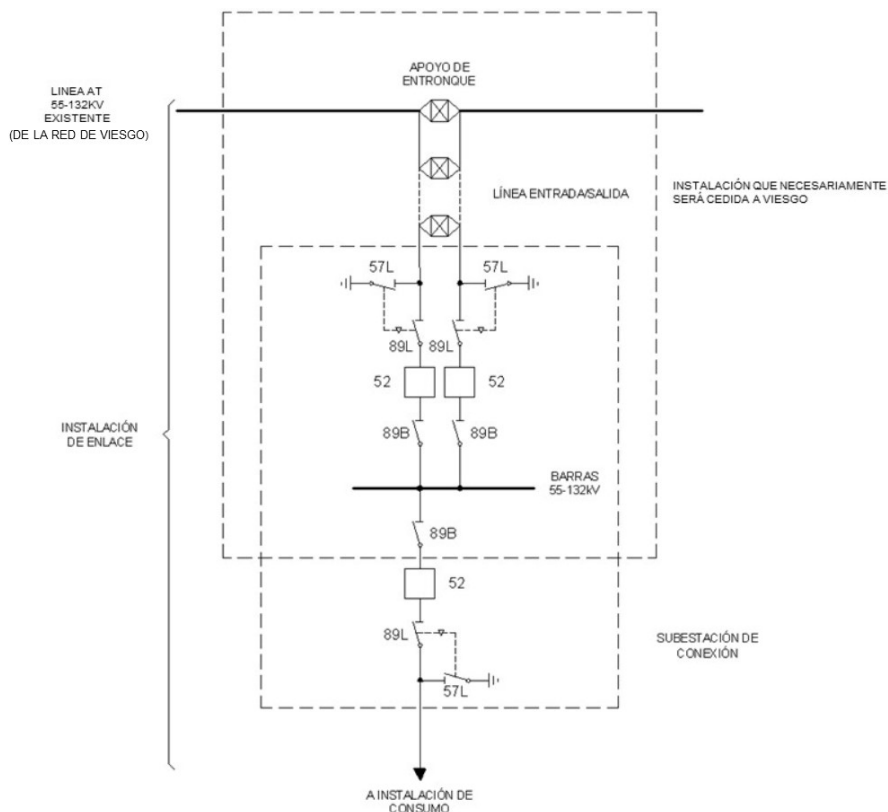 APOYO DE
ENTRONQUE
LINEA AT
55-132KV
EXISTENTE
(DE LA RED DE VIESGO)
LÍNEA ENTRADA/SALIDA
INSTALACIÓN QUE NECESARIAMENTE
SERÁ CEDIDA A VIESGO
57L
57L
89L
89L
52
52
89B
89B
INSTALACIÓN
DE ENLACE
BARRAS
55-132kV
89B
52
89L
SUBESTACIÓN DE
CONEXIÓN
57L
A INSTALACIÓN DE
CONSUMO